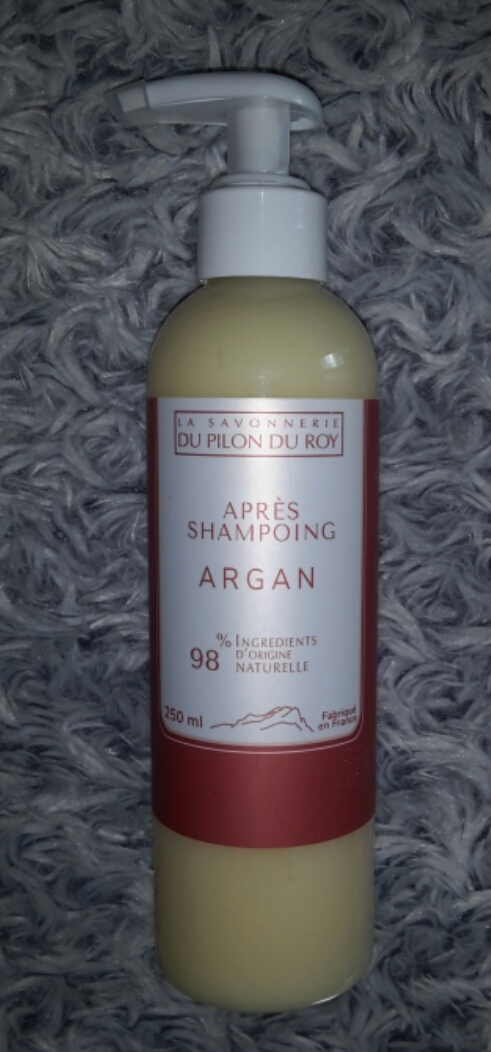 LA SAVONNERIE
DU PILON DU ROY
APRÈS
SHAMPOING
ARGAN
98 % INGREDIENTS
D'ORIGINE
NATURELLE
250 ml
Fabriqué
en France